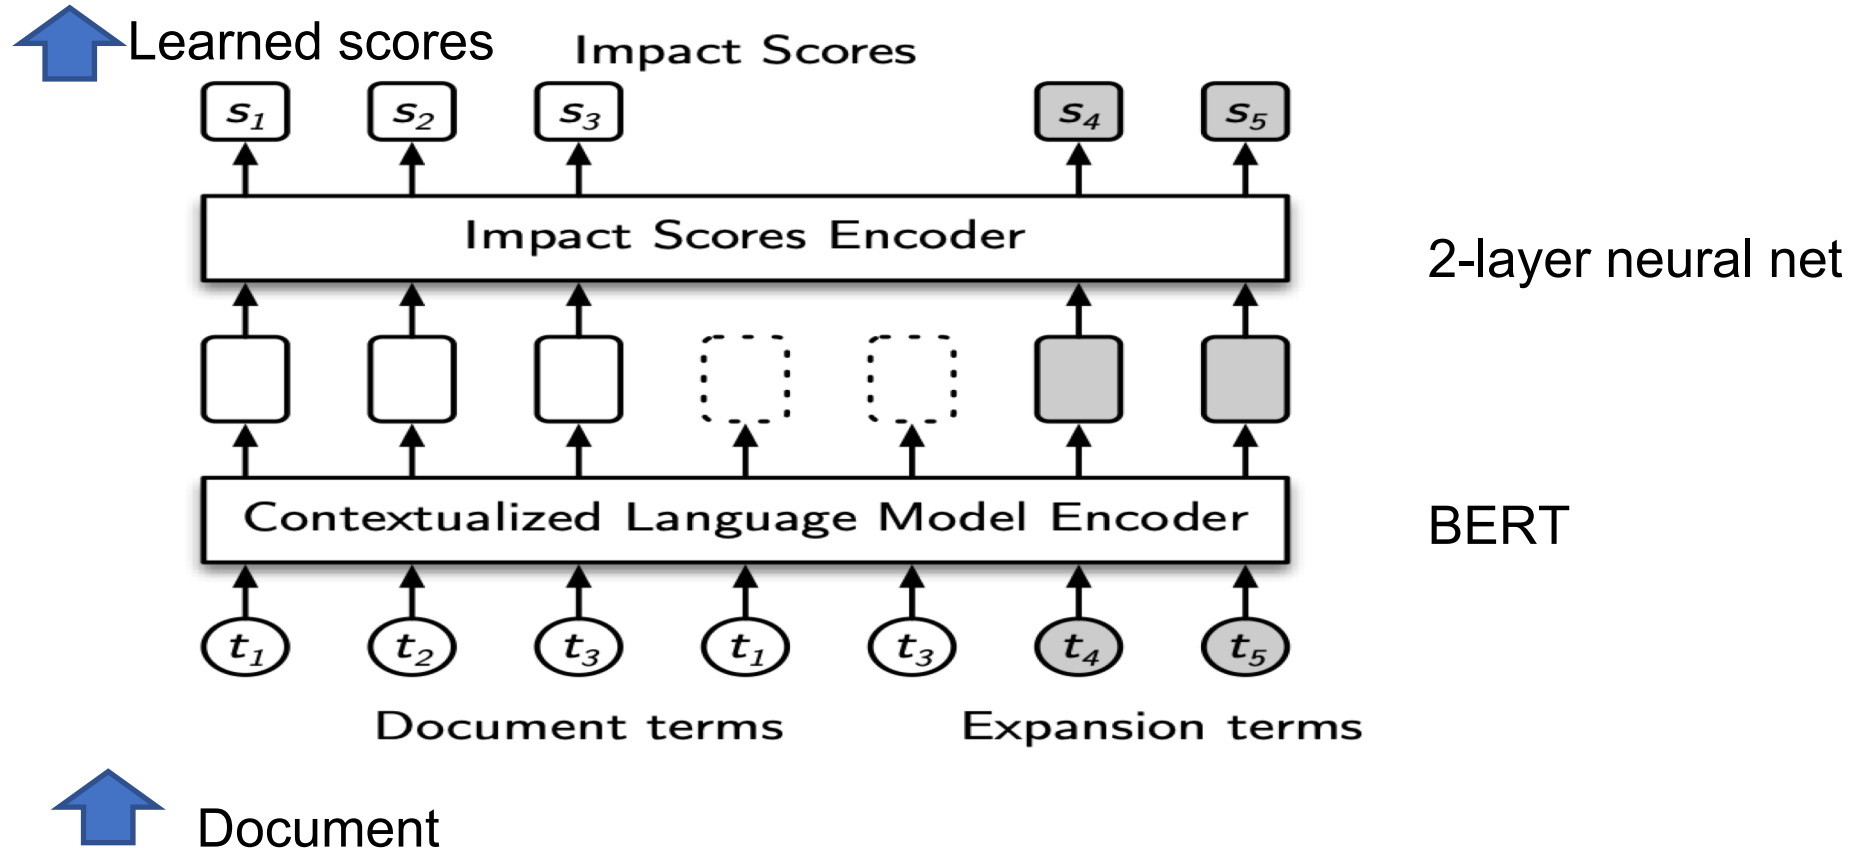 Learned scores
Impact Scores
s1 s2 s3 s4 s5
Impact Scores Encoder
2-layer neural net
Contextualized Language Model Encoder
BERT
t1 t2 t3 t1 t3 t4 t5
Document terms
Expansion terms
Document